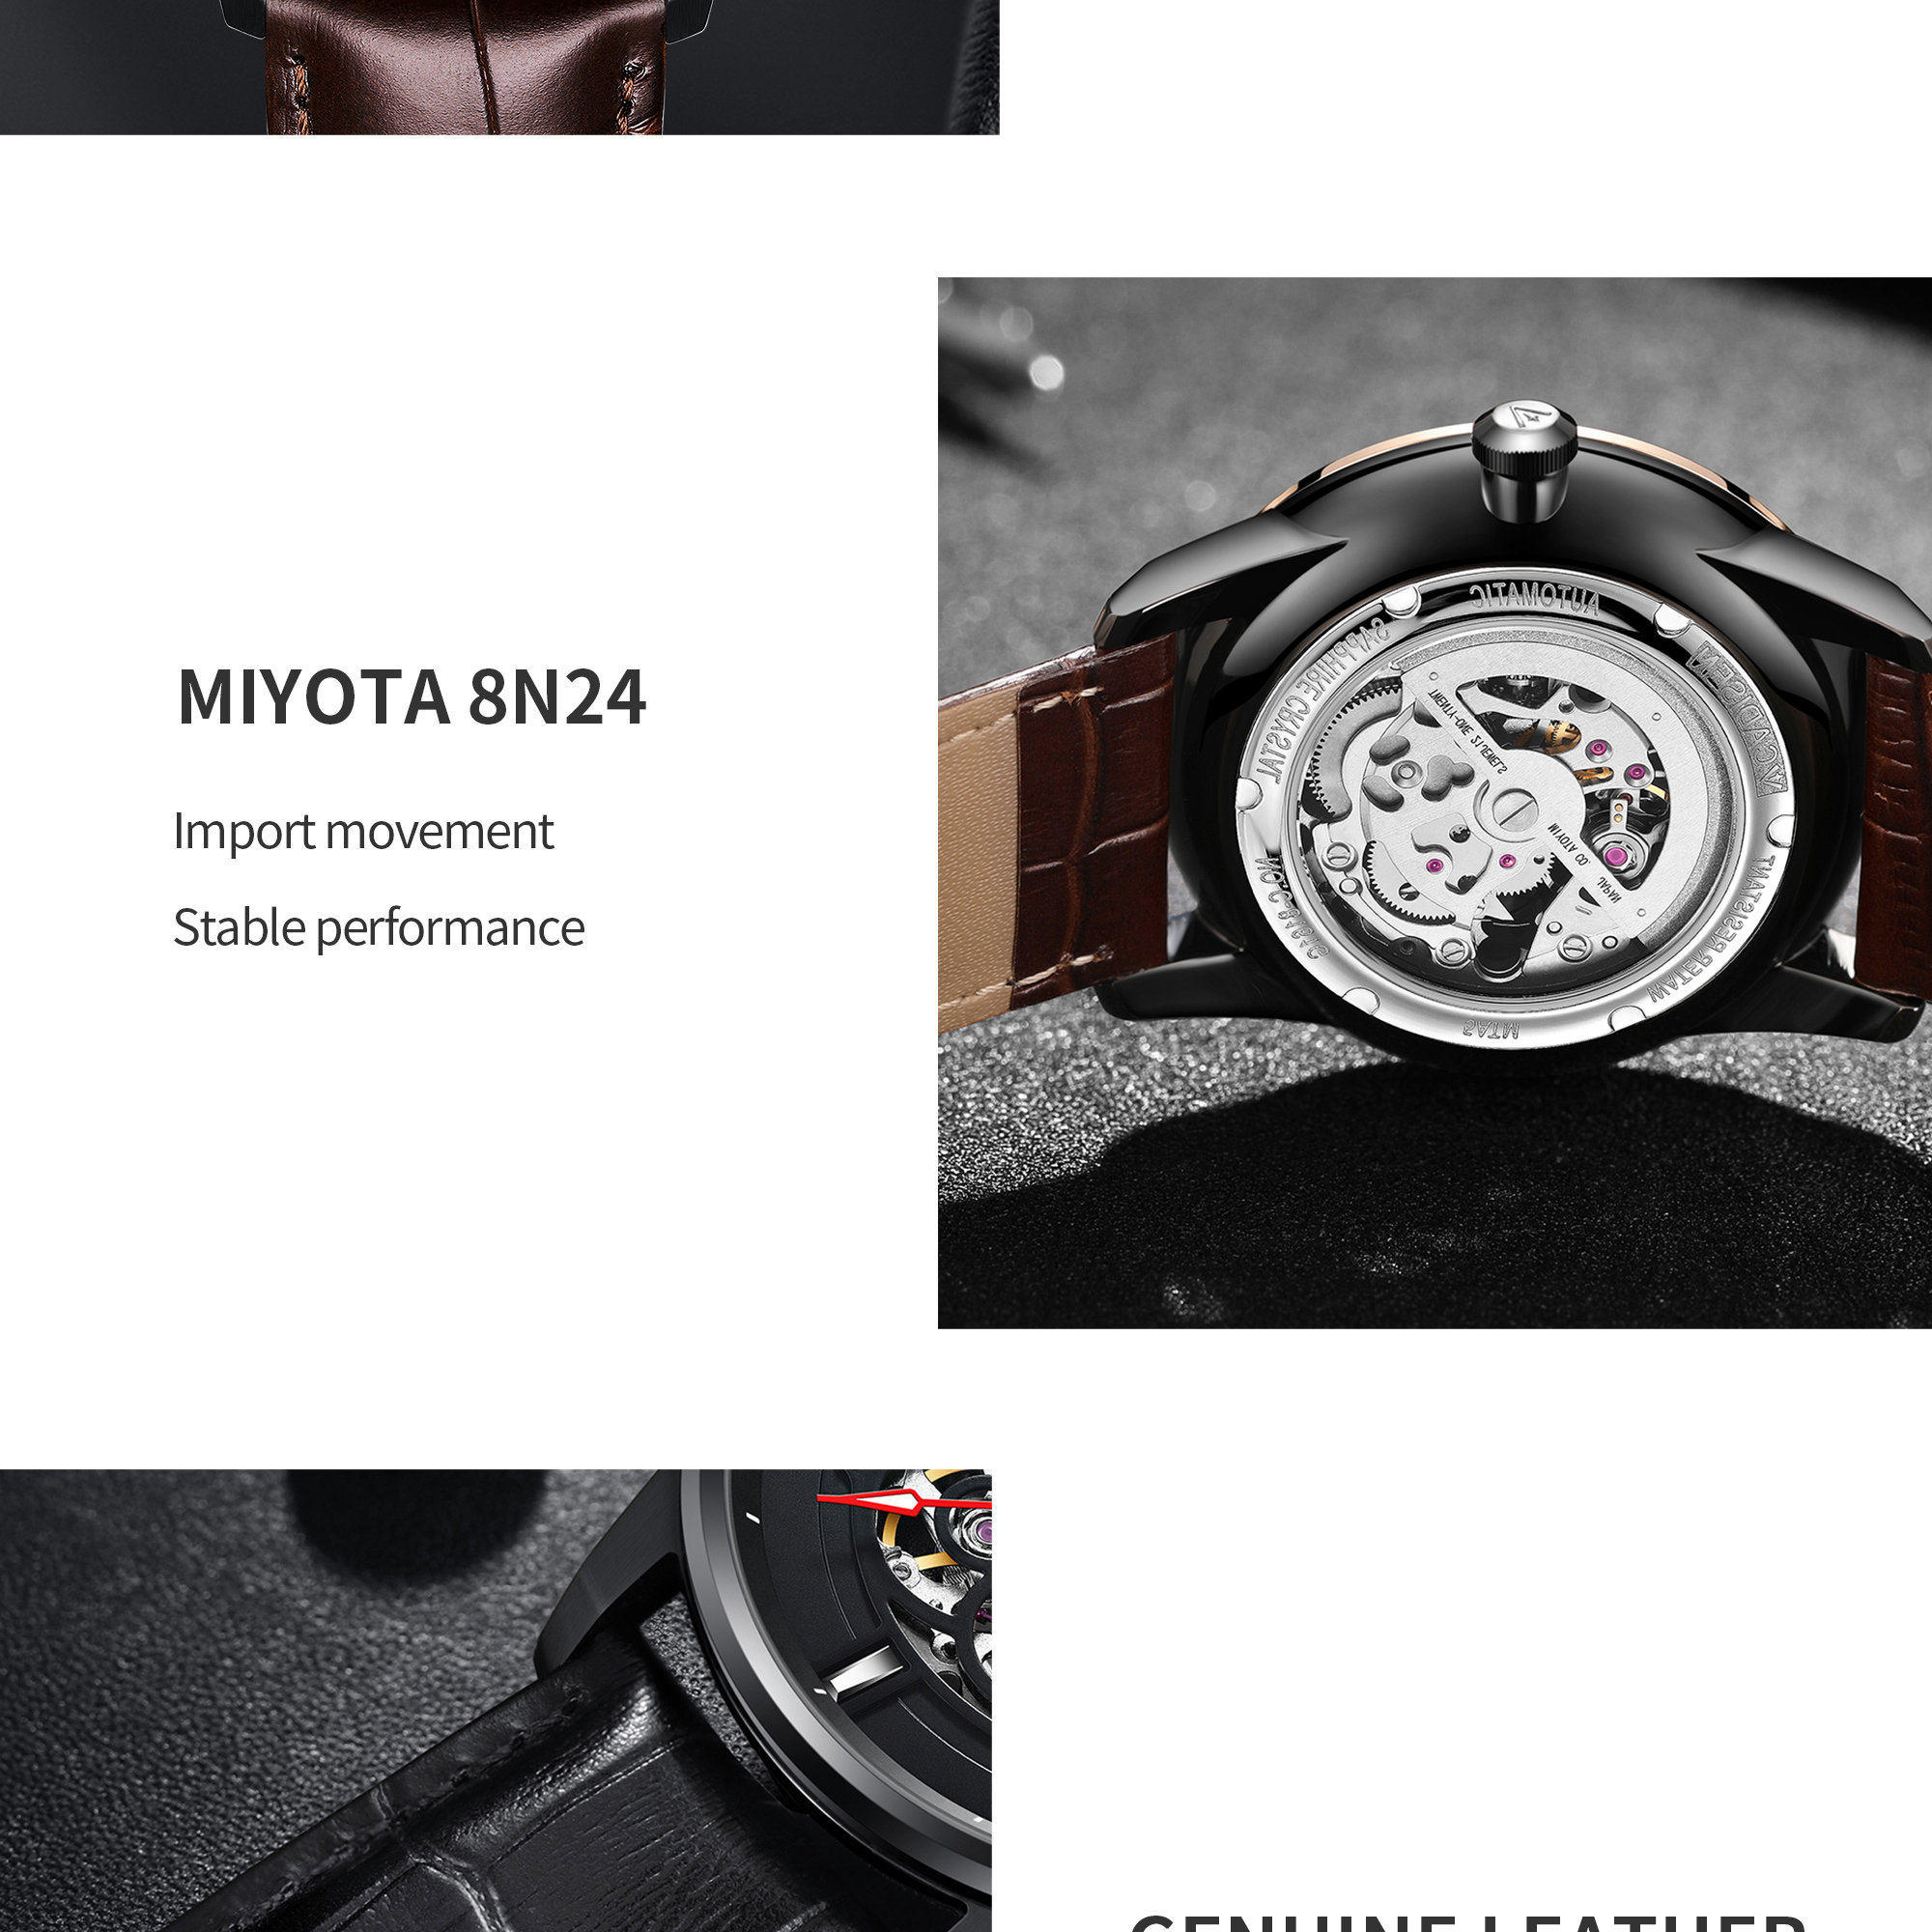 MIYOTA 8N24
Import movement
Stable performance
AUTOMATIC
SAPPHIRE CRYSTAL
TWENTY-ONE 21 JEWELS
MIYOTA CO.
JAPAN
WATER RESISTANT
5ATM
GENUINE LEATHER